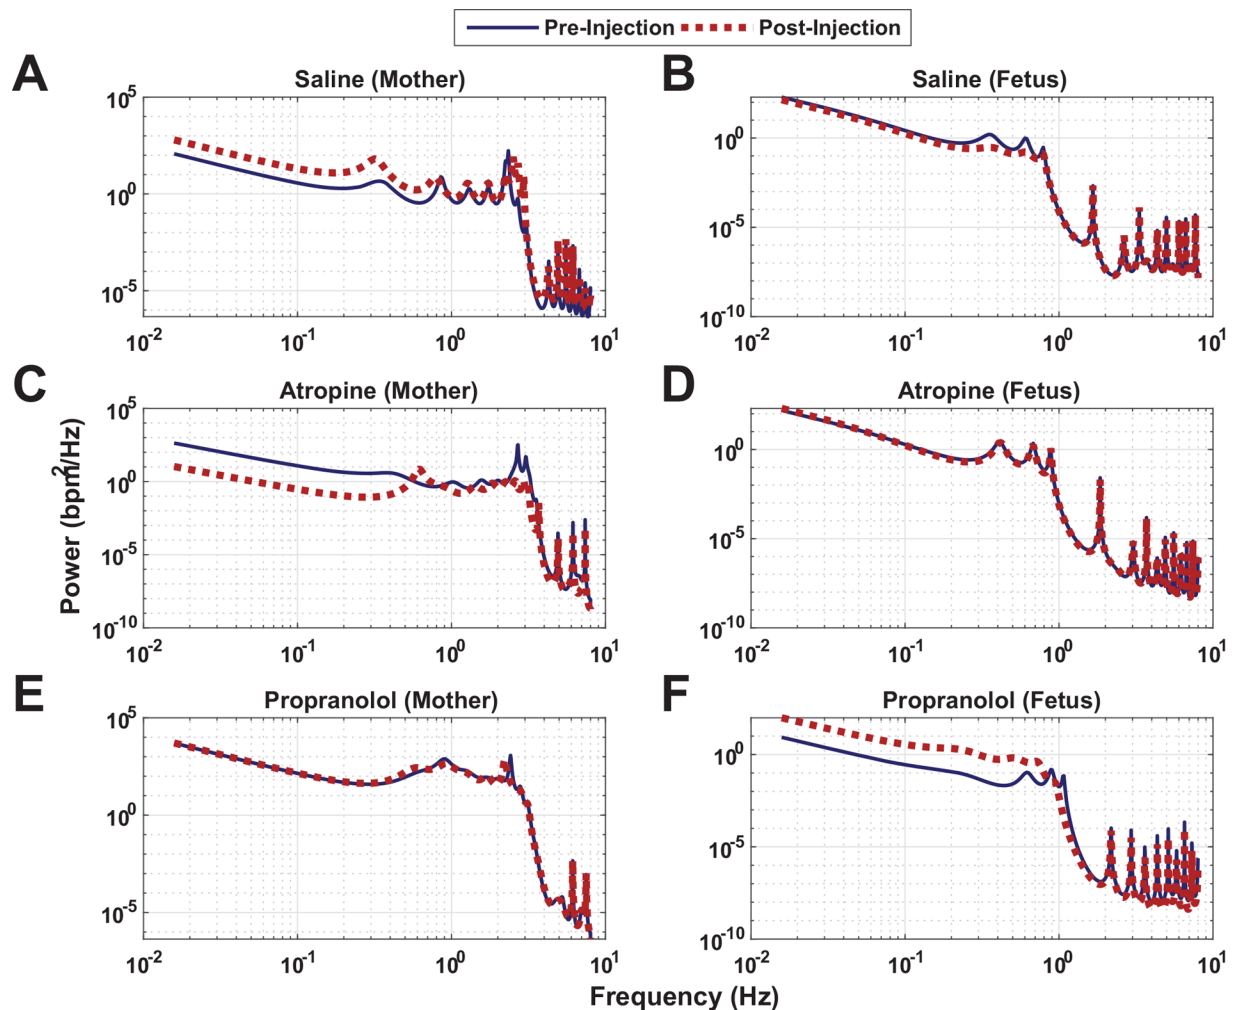 Pre-Injection Post-Injection
A
Saline (Mother)
10^5
10^0
10^-5
10^-2 10^-1 10^0 10^1
B
Saline (Fetus)
10^0
10^-5
10^-10
10^-2 10^-1 10^0 10^1
C
Atropine (Mother)
10^5
10^0
10^-5
10^-10
10^-2 10^-1 10^0 10^1
D
Atropine (Fetus)
10^0
10^-5
10^-10
10^-2 10^-1 10^0 10^1
Power (bpm^2/Hz)
E
Propranolol (Mother)
10^5
10^0
10^-5
10^-2 10^-1 10^0 10^1
F
Propranolol (Fetus)
10^0
10^-5
10^-10
10^-2 10^-1 10^0 10^1
Frequency (Hz)